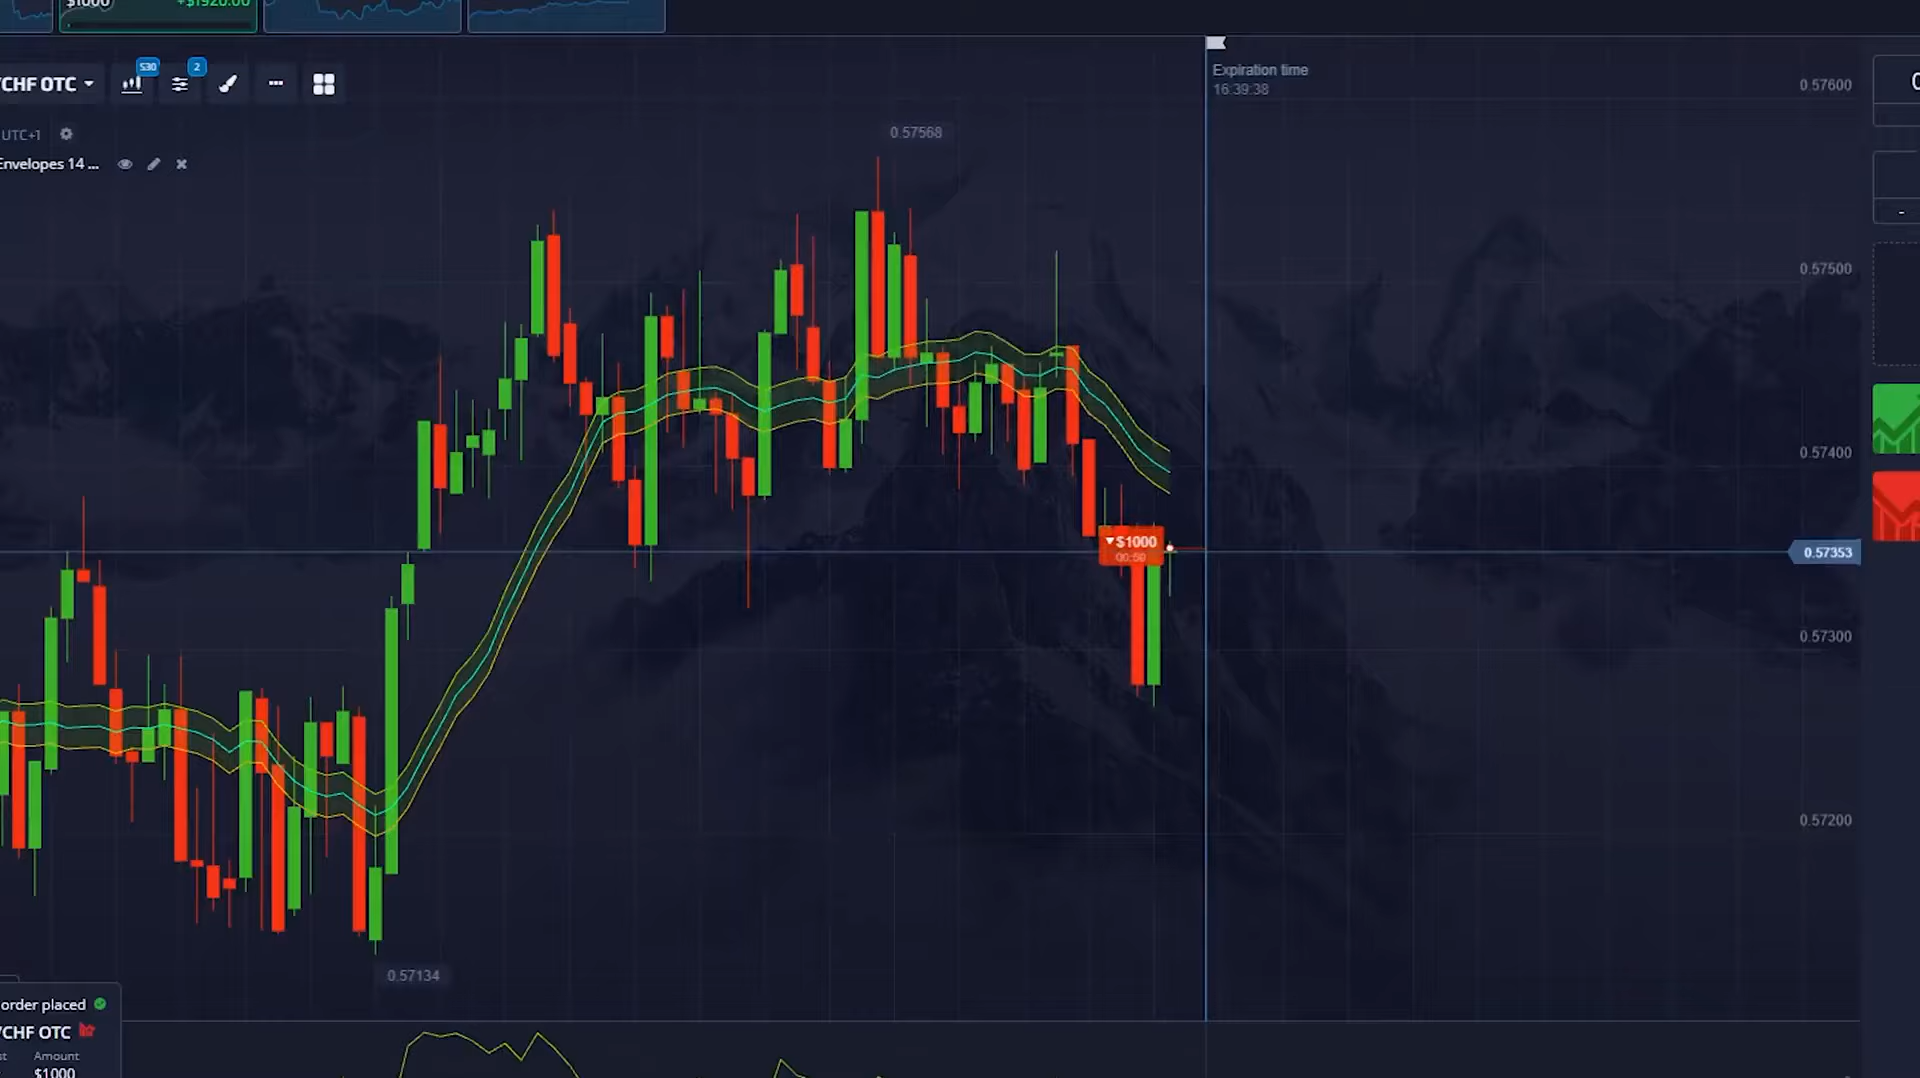 $1000 +$1920.00
/CHF OTC
S30
2
Expiration time
16:39:38
UTC+1
Envelopes 14 ...
0.57568
0.57600
0.57500
0.57400
$1000
0.57353
0.57300
0.57200
0.57134
order placed
/CHF OTC
Amount
$1000